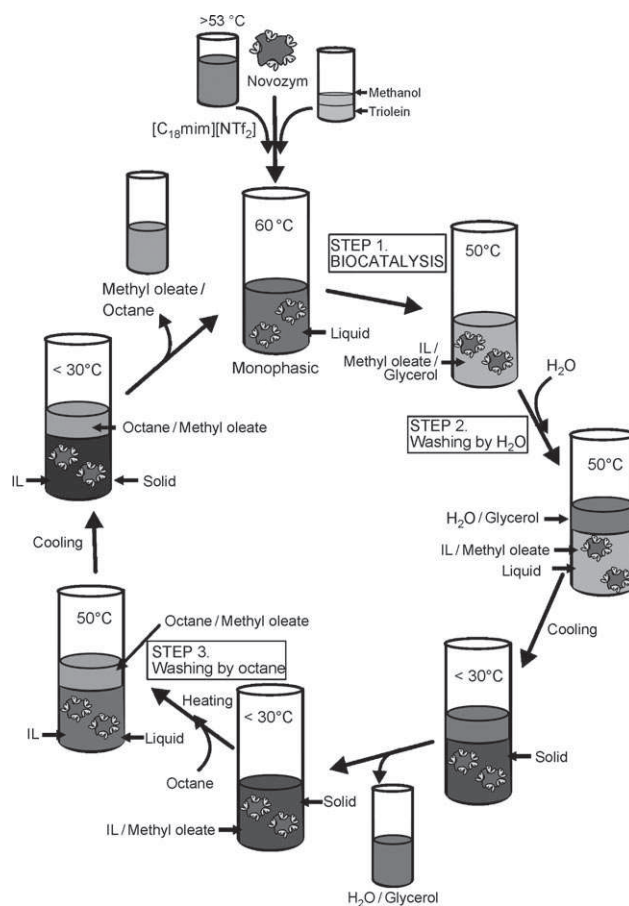 >53 °C
Novozym
Methanol
Triolein
[C₁₈mim][NTf₂]
60°C
STEP 1.
BIOCATALYSIS
50°C
Methyl oleate /
Octane
Liquid
Monophasic
IL /
Methyl oleate /
Glycerol
H₂O
< 30°C
STEP 2.
Washing by H₂O
50°C
Octane / Methyl oleate
H₂O / Glycerol
IL
Solid
IL / Methyl oleate
Liquid
Cooling
Cooling
50°C
Octane / Methyl oleate
STEP 3.
Washing by octane
< 30°C
Heating
< 30°C
IL
Liquid
Octane
Solid
Solid
IL / Methyl oleate
H₂O / Glycerol